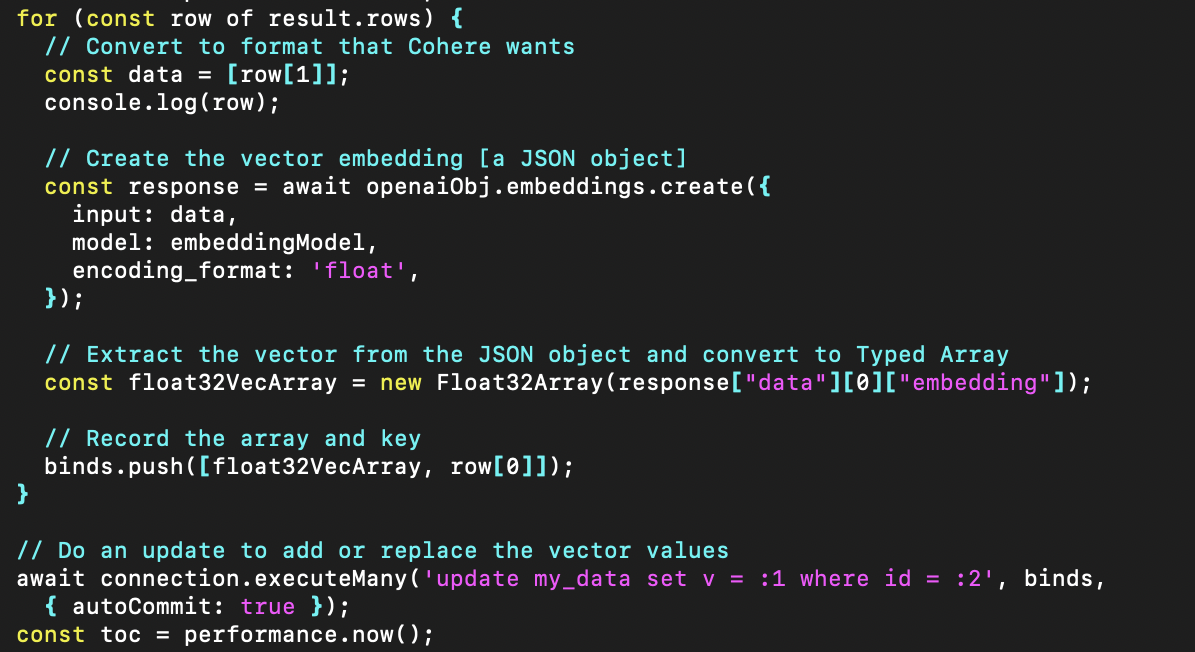 for (const row of result.rows) {
  // Convert to format that Cohere wants
  const data = [row[1]];
  console.log(row);

  // Create the vector embedding [a JSON object]
  const response = await openaiObj.embeddings.create({
    input: data,
    model: embeddingModel,
    encoding_format: 'float',
  });

  // Extract the vector from the JSON object and convert to Typed Array
  const float32VecArray = new Float32Array(response["data"][0]["embedding"]);

  // Record the array and key
  binds.push([float32VecArray, row[0]]);
}

// Do an update to add or replace the vector values
await connection.executeMany('update my_data set v = :1 where id = :2', binds,
  { autoCommit: true });
const toc = performance.now();